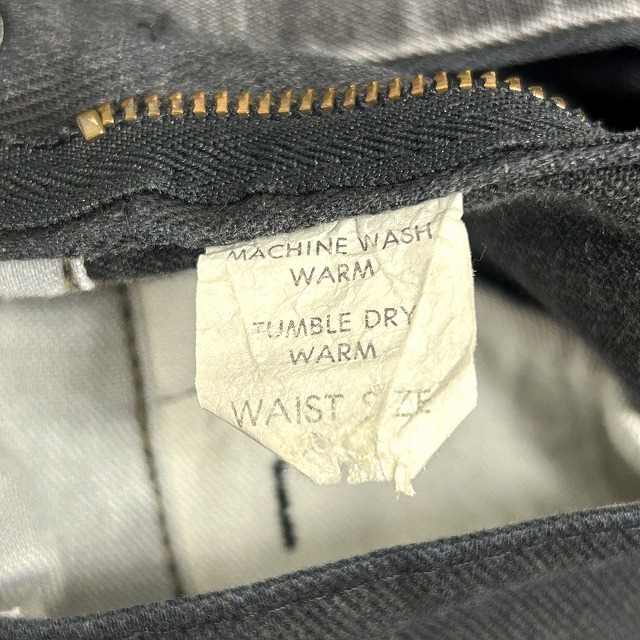 MACHINE WASH
WARM
TUMBLE DRY
WARM
WAIST SIZE